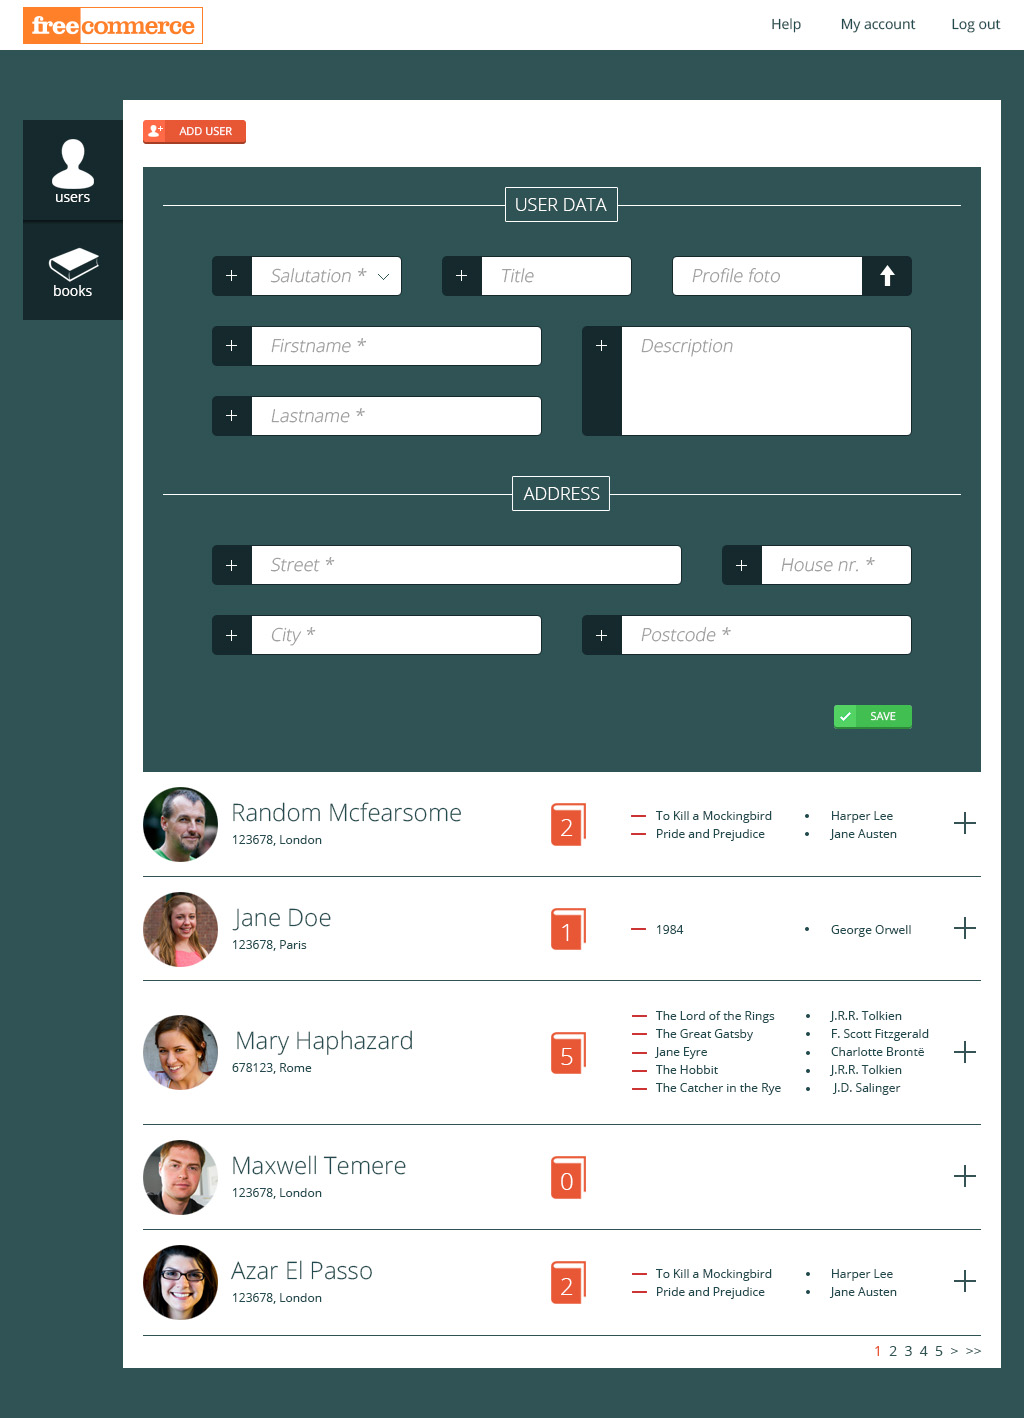 freecommerce
Help My account Log out
ADD USER
users
books
USER DATA
Salutation * Title Profile foto
Firstname * Description
Lastname *
ADDRESS
Street * House nr. *
City * Postcode *
SAVE
Random Mcfearsome
123678, London
2
To Kill a Mockingbird • Harper Lee
Pride and Prejudice • Jane Austen
Jane Doe
123678, Paris
1
1984 • George Orwell
Mary Haphazard
678123, Rome
5
The Lord of the Rings • J.R.R. Tolkien
The Great Gatsby • F. Scott Fitzgerald
Jane Eyre • Charlotte Brontë
The Hobbit • J.R.R. Tolkien
The Catcher in the Rye • J.D. Salinger
Maxwell Temere
123678, London
0
Azar El Passo
123678, London
2
To Kill a Mockingbird • Harper Lee
Pride and Prejudice • Jane Austen
1 2 3 4 5 > >>